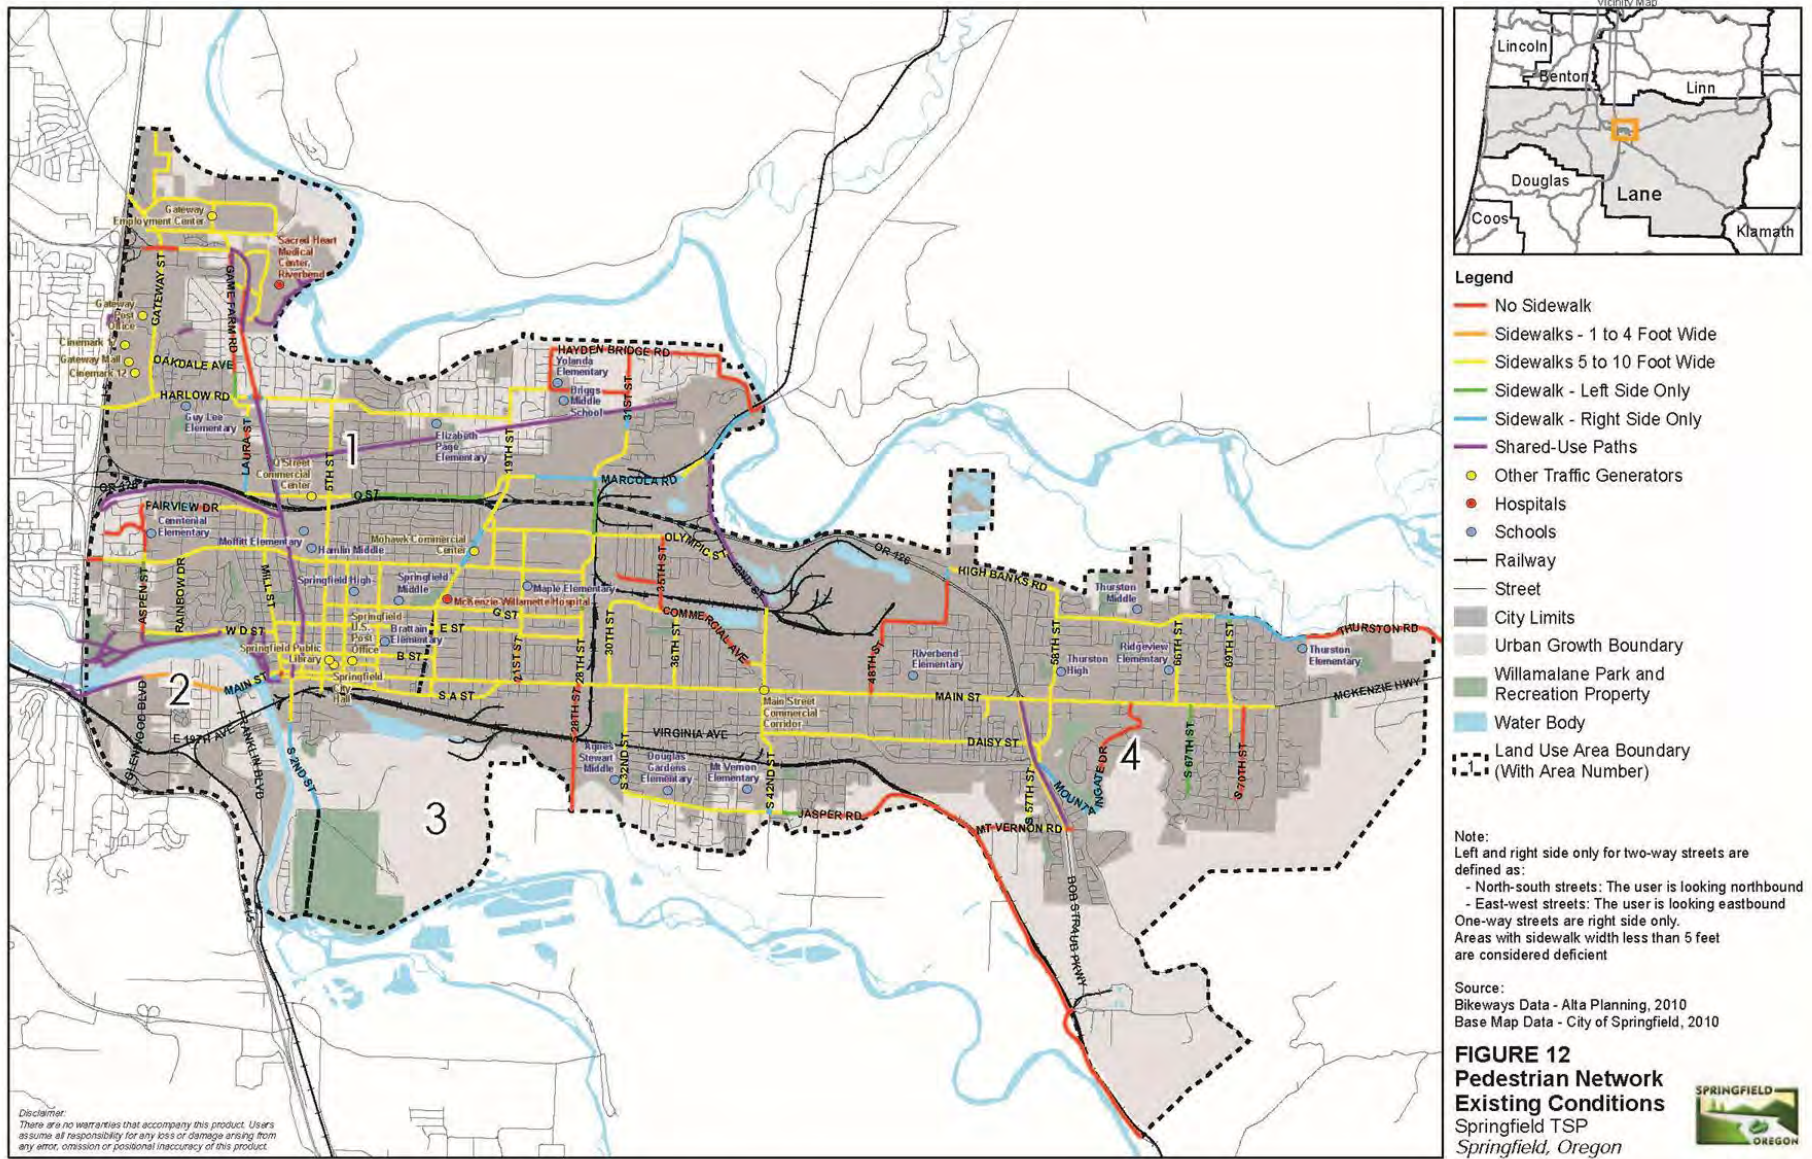 Vicinity Map
Lincoln
Benton
Linn
Douglas
Lane
Coos
Klamath
Gateway
Employment Center
Sacred Heart
Medical
Center,
Riverbend
GATEWAY ST
GAME FARM RD
Gateway
Post
Office
Gateway Mall
Cinemark 12
OAKDALE AVE
HARLOW RD
Guy Lee
Elementary
LAURA ST
1
Elizabeth
Page
Elementary
HAYDEN BRIDGE RD
Yolanda
Elementary
Briggs
Middle
School
31ST ST
19TH ST
5TH ST
Q Street
Commercial
Center
Q ST
MARCOLA RD
OR 126
FAIRVIEW DR
Centennial
Elementary
Moffitt Elementary
Hamlin Middle
Mohawk Commercial
Center
OLYMPIC ST
42ND ST
OR 126
HIGH BANKS RD
ASPEN ST
RAINBOW DR
MILL ST
Springfield High
Springfield
Middle
Maple Elementary
McKenzie-Willamette Hospital
35TH ST
COMMERCIAL AVE
G ST
E ST
B ST
W D ST
Springfield
U.S.
Post
Office
Brattain
Elementary
Springfield Public
Library
Springfield
City
Hall
21ST ST
28TH ST
30TH ST
36TH ST
48TH ST
Riverbend
Elementary
58TH ST
Thurston
High
Thurston
Middle
Ridgeview
Elementary
66TH ST
69TH ST
THURSTON RD
Thurston
Elementary
MCKENZIE HWY
2
MAIN ST
S A ST
MAIN ST
Main Street
Commercial
Corridor
GLENWOOD BLVD
E 19TH AVE
FRANKLIN BLVD
S 2ND ST
S 28TH ST
VIRGINIA AVE
DAISY ST
Agnes
Stewart
Middle
S 32ND ST
Douglas
Gardens
Elementary
Mt Vernon
Elementary
S 42ND ST
JASPER RD
S 57TH ST
MT VERNON RD
4
S 67TH ST
S 70TH ST
3
I-5
BOB STRAUB PKWY
Disclaimer:
There are no warranties that accompany this product. Users
assume all responsibility for any loss or damage arising from
any error, omission or positional inaccuracy of this product.
Legend
No Sidewalk
Sidewalks - 1 to 4 Foot Wide
Sidewalks 5 to 10 Foot Wide
Sidewalk - Left Side Only
Sidewalk - Right Side Only
Shared-Use Paths
Other Traffic Generators
Hospitals
Schools
Railway
Street
City Limits
Urban Growth Boundary
Willamalane Park and
Recreation Property
Water Body
1
Land Use Area Boundary
(With Area Number)
Note:
Left and right side only for two-way streets are
defined as:
- North-south streets: The user is looking northbound
- East-west streets: The user is looking eastbound
One-way streets are right side only.
Areas with sidewalk width less than 5 feet
are considered deficient
Source:
Bikeways Data - Alta Planning, 2010
Base Map Data - City of Springfield, 2010
FIGURE 12
Pedestrian Network
Existing Conditions
Springfield TSP
Springfield, Oregon
SPRINGFIELD
OREGON